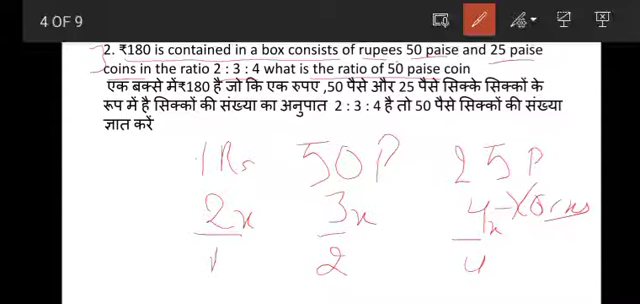 4 OF 9
2. ₹180 is contained in a box consists of rupees 50 paise and 25 paise
coins in the ratio 2 : 3 : 4 what is the ratio of 50 paise coin
एक बक्से में₹180 है जो कि एक रुपए ,50 पैसे और 25 पैसे सिक्के सिक्कों के
रूप में है सिक्कों की संख्या का अनुपात 2 : 3 : 4 है तो 50 पैसे सिक्कों की संख्या
ज्ञात करें
1Rs 50P 25P
2x 3x 4x
1 2 4